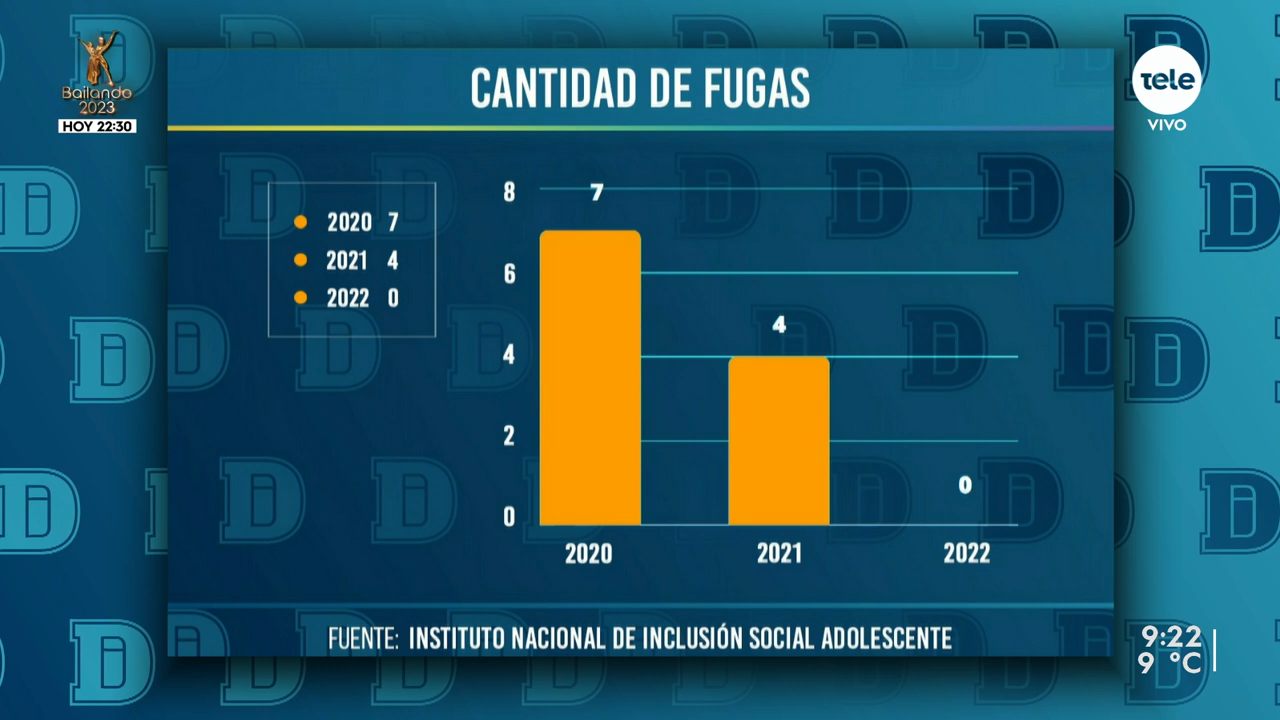 Bailando
2023
HOY 22:30
CANTIDAD DE FUGAS
tele
VIVO
2020 7
2021 4
2022 0
8
6
4
2
0
7
4
0
2020
2021
2022
FUENTE: INSTITUTO NACIONAL DE INCLUSIÓN SOCIAL ADOLESCENTE
9:22
9 °C